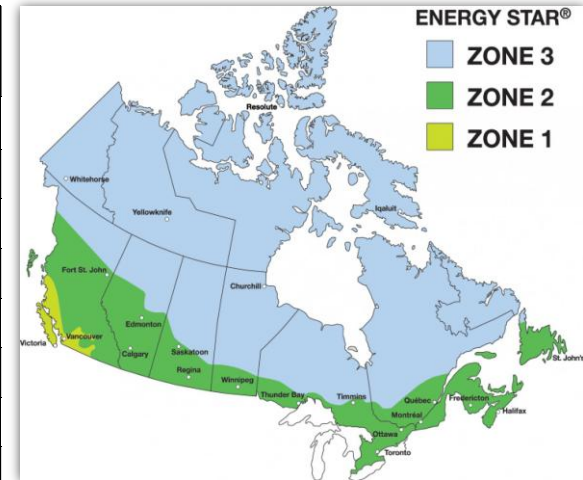 ENERGY STAR®
ZONE 3
ZONE 2
ZONE 1
Resolute
Whitehorse
Iqaluit
Yellowknife
Fort St. John
Churchill
Edmonton
Vancouver
Victoria
Calgary
Saskatoon
St. John's
Regina
Winnipeg
Thunder Bay
Timmins
Québec
Fredericton
Halifax
Montréal
Ottawa
Toronto